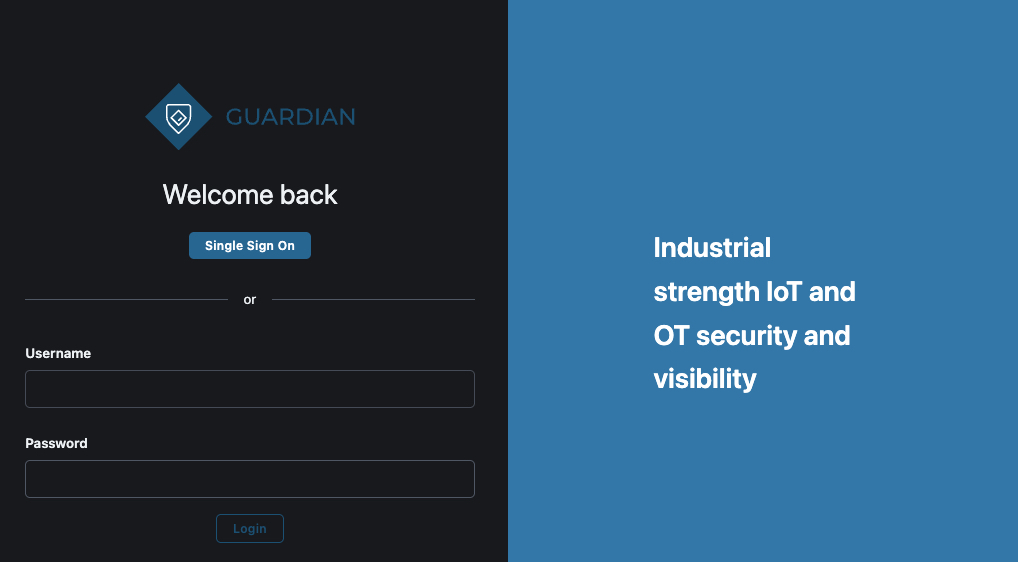 GUARDIAN
Welcome back
Single Sign On
or
Username
Password
Login
Industrial
strength IoT and
OT security and
visibility